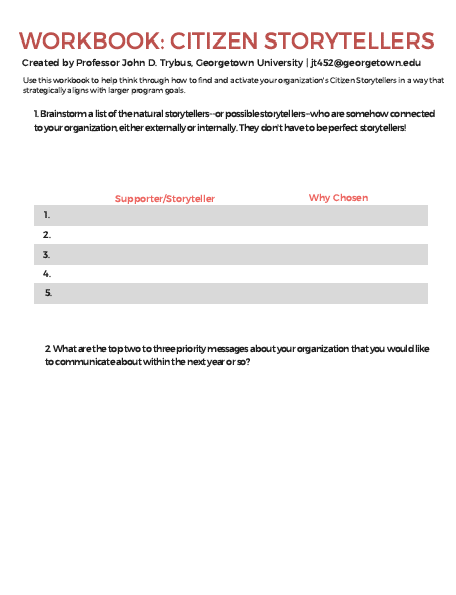 WORKBOOK: CITIZEN STORYTELLERS
Created by Professor John D. Trybus, Georgetown University | jt452@georgetown.edu
Use this workbook to help think through how to find and activate your organization's Citizen Storytellers in a way that
strategically aligns with larger program goals.
1. Brainstorm a list of the natural storytellers--or possible storytellers--who are somehow connected
to your organization, either externally or internally. They don't have to be perfect storytellers!
Supporter/Storyteller Why Chosen
1.
2.
3.
4.
5.
2. What are the top two to three priority messages about your organization that you would like
to communicate about within the next year or so?